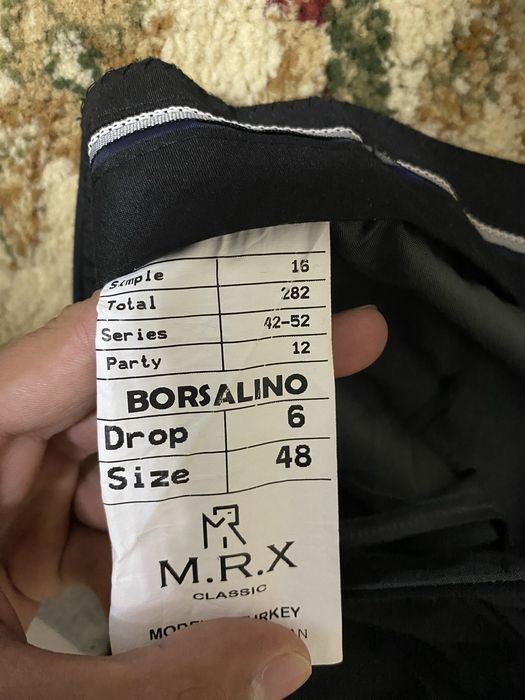 Simple 16
Total 282
Series 42-52
Party 12
BORSALINO
Drop 6
Size 48
M.R.X
CLASSIC